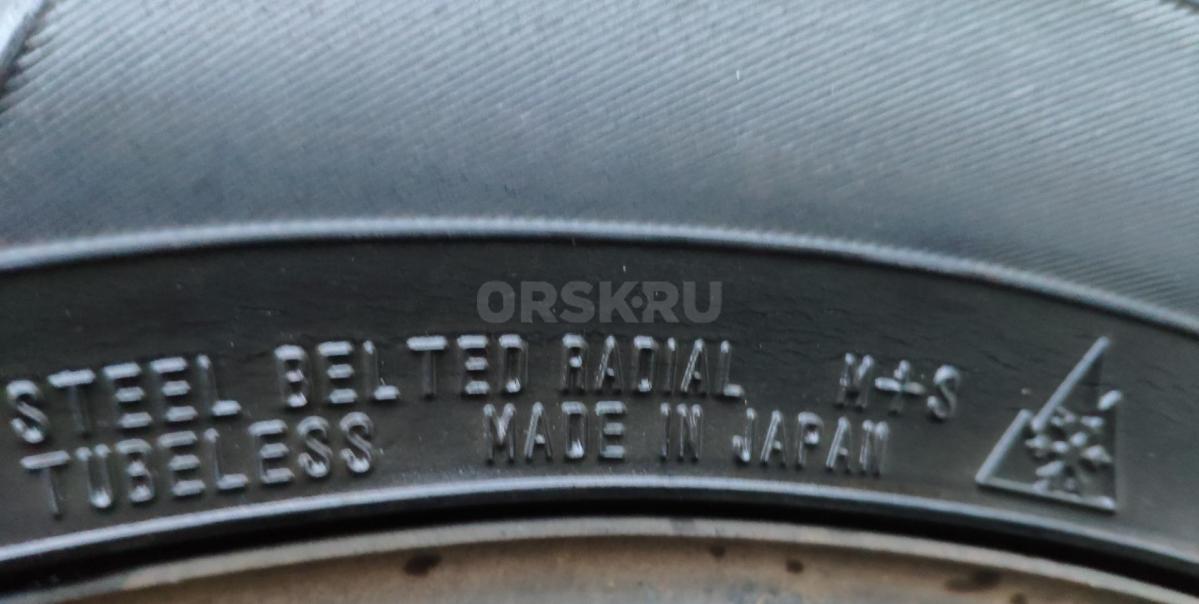 ORSK.RU
STEEL BELTED RADIAL M+S
TUBELESS MADE IN JAPAN